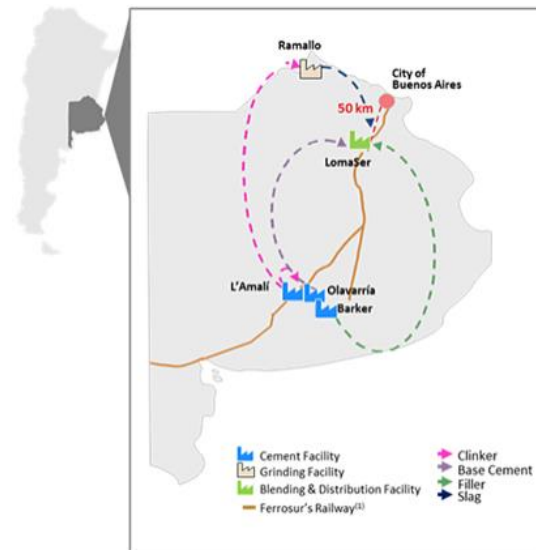 Ramallo
City of
Buenos Aires
50 km
LomaSer
L'Amalí
Olavarría
Barker
Cement Facility
Grinding Facility
Blending & Distribution Facility
Ferrosur's Railway(1)
Clinker
Base Cement
Filler
Slag